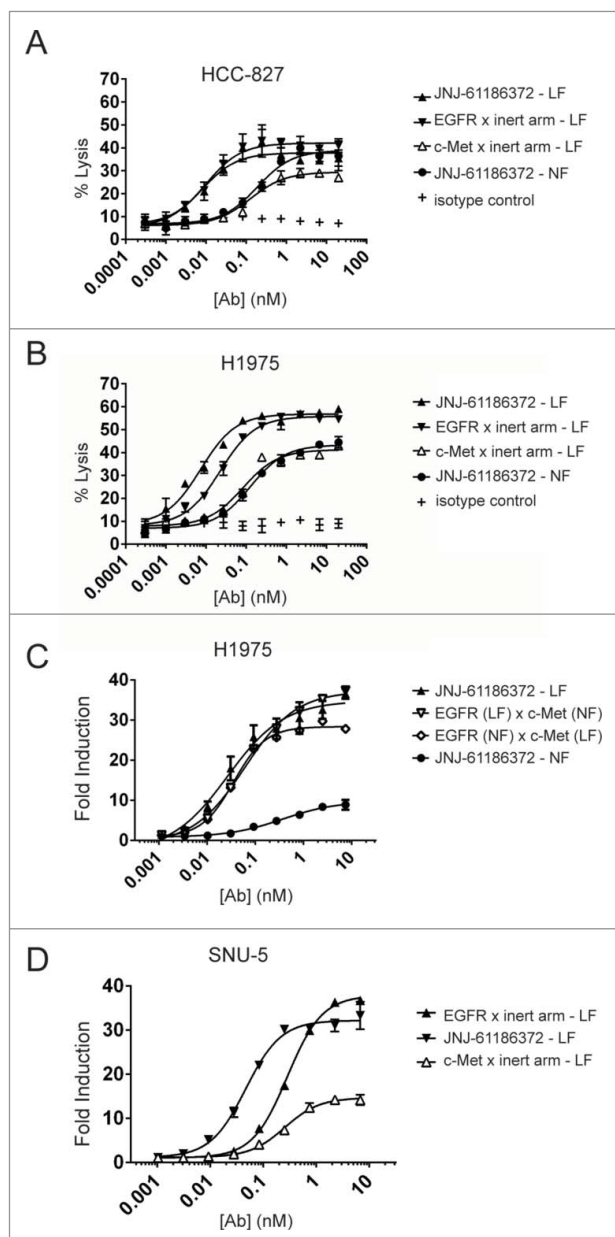 A
HCC-827
% Lysis
70
60
50
40
30
20
10
0
0.0001
0.001
0.01
0.1
1
10
100
[Ab] (nM)
JNJ-61186372 - LF
EGFR x inert arm - LF
c-Met x inert arm - LF
JNJ-61186372 - NF
isotype control
B
H1975
% Lysis
70
60
50
40
30
20
10
0
0.0001
0.001
0.01
0.1
1
10
100
[Ab] (nM)
JNJ-61186372 - LF
EGFR x inert arm - LF
c-Met x inert arm - LF
JNJ-61186372 - NF
isotype control
C
H1975
Fold Induction
40
30
20
10
0
0.001
0.01
0.1
1
10
[Ab] (nM)
JNJ-61186372 - LF
EGFR (LF) x c-Met (NF)
EGFR (NF) x c-Met (LF)
JNJ-61186372 - NF
D
SNU-5
Fold Induction
40
30
20
10
0
0.001
0.01
0.1
1
10
[Ab] (nM)
EGFR x inert arm - LF
JNJ-61186372 - LF
c-Met x inert arm - LF